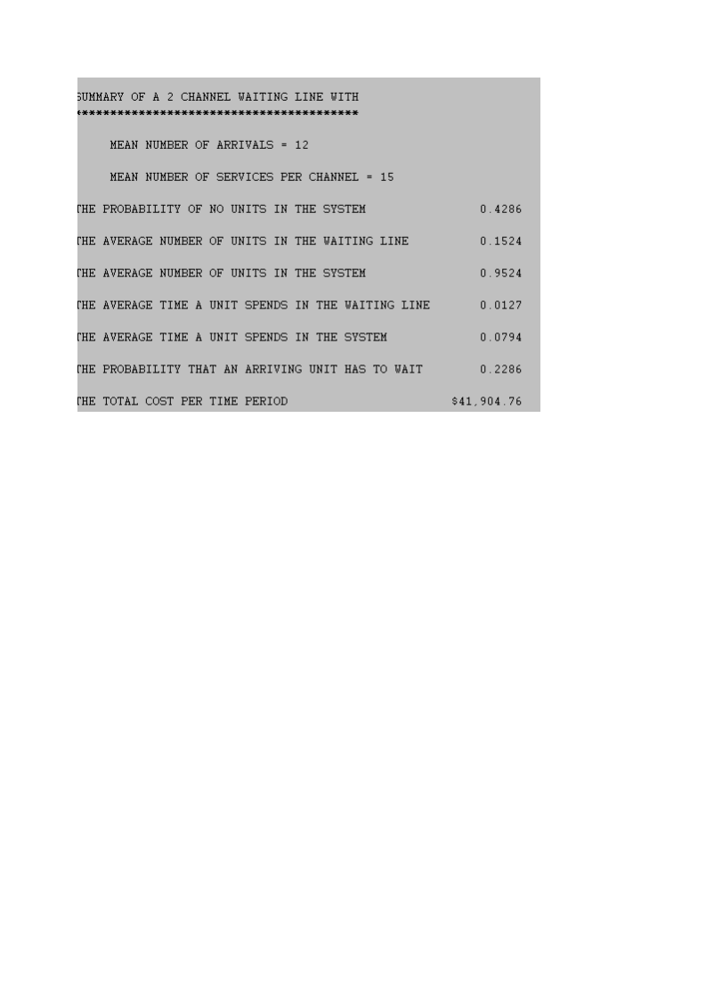 SUMMARY OF A 2 CHANNEL WAITING LINE WITH
****************************************
MEAN NUMBER OF ARRIVALS = 12
MEAN NUMBER OF SERVICES PER CHANNEL = 15
THE PROBABILITY OF NO UNITS IN THE SYSTEM 0.4286
THE AVERAGE NUMBER OF UNITS IN THE WAITING LINE 0.1524
THE AVERAGE NUMBER OF UNITS IN THE SYSTEM 0.9524
THE AVERAGE TIME A UNIT SPENDS IN THE WAITING LINE 0.0127
THE AVERAGE TIME A UNIT SPENDS IN THE SYSTEM 0.0794
THE PROBABILITY THAT AN ARRIVING UNIT HAS TO WAIT 0.2286
THE TOTAL COST PER TIME PERIOD $41,904.76